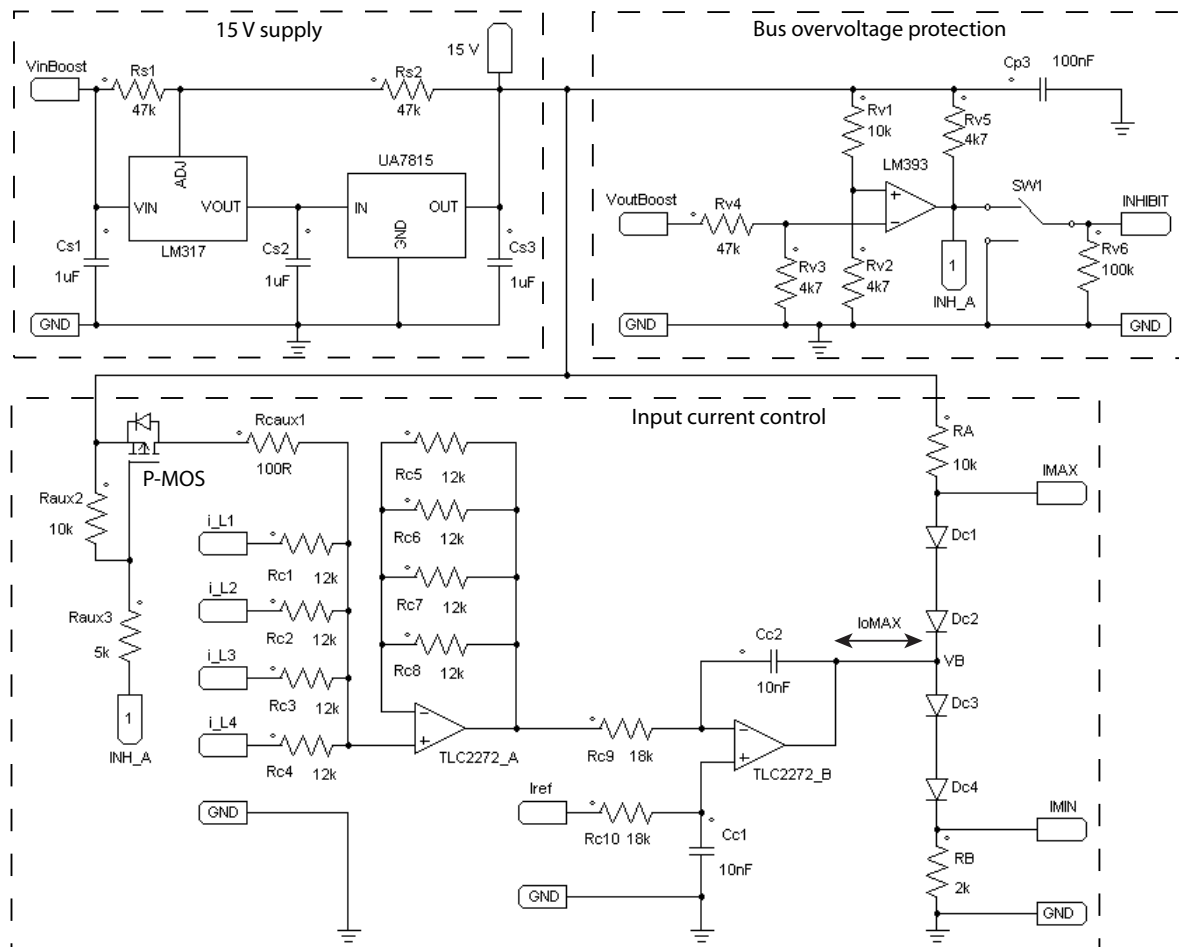 15 V supply
VinBoost
Rs1
47k
Rs2
47k
15 V
ADJ
VIN
VOUT
LM317
UA7815
IN
OUT
GND
Cs1
1uF
Cs2
1uF
Cs3
1uF
GND
Bus overvoltage protection
Cp3
100nF
Rv1
10k
Rv5
4k7
LM393
+
−
SW1
VoutBoost
Rv4
47k
INHIBIT
Rv3
4k7
Rv2
4k7
1
INH_A
Rv6
100k
GND
GND
Input current control
P-MOS
Rcaux1
100R
Raux2
10k
Raux3
5k
1
INH_A
i_L1
Rc1
12k
i_L2
Rc2
12k
i_L3
Rc3
12k
i_L4
Rc4
12k
GND
Rc5
12k
Rc6
12k
Rc7
12k
Rc8
12k
−
+
TLC2272_A
Rc9
18k
Cc2
10nF
−
+
TLC2272_B
Iref
Rc10
18k
Cc1
10nF
GND
IoMAX
RA
10k
IMAX
Dc1
Dc2
VB
Dc3
Dc4
IMIN
RB
2k
GND